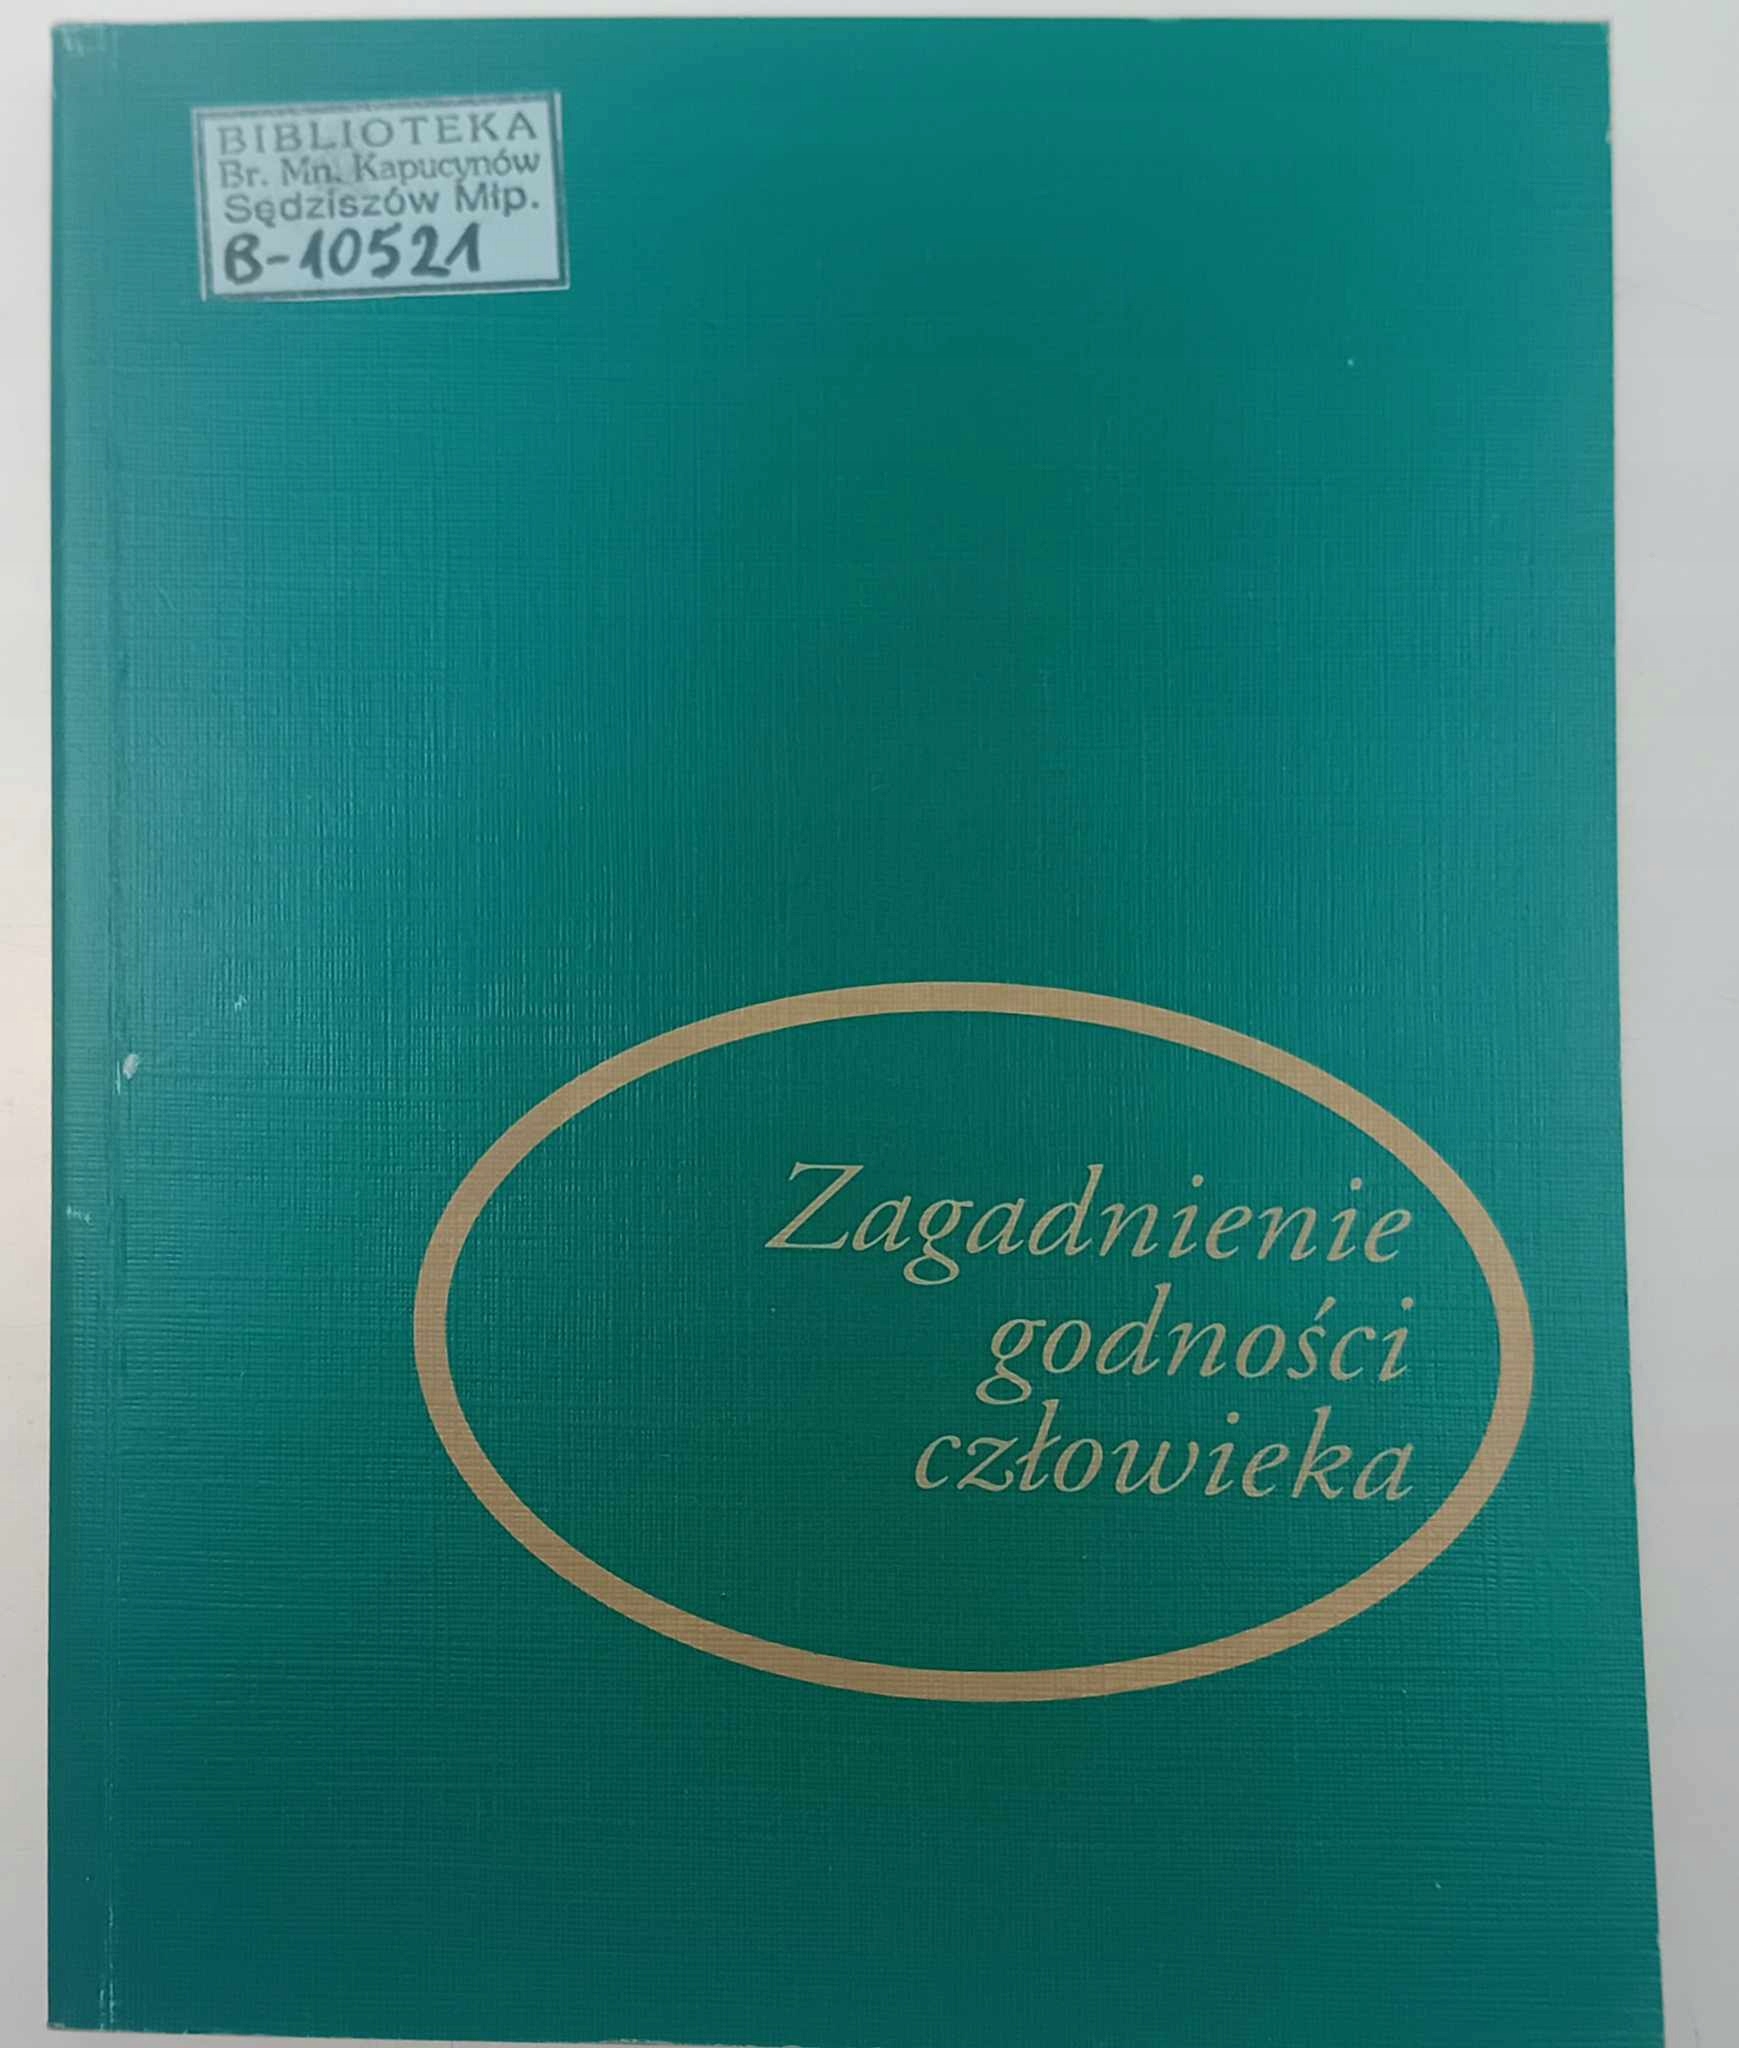 BIBLIOTEKA
Br. Mn. Kapucynów
Sędziszów Młp.
B-10521
Zagadnienie
godności
człowieka